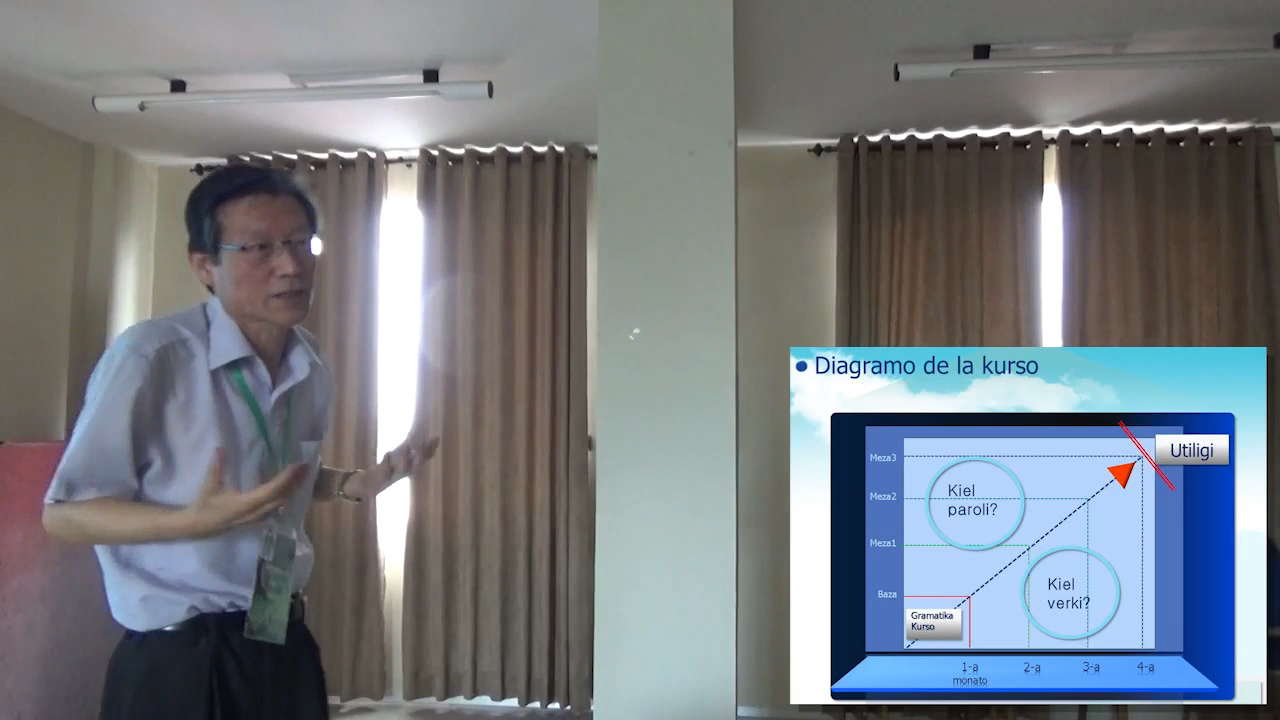 Diagramo de la kurso
Utiligi
Meza3
Kiel
paroli?
Meza2
Meza1
Kiel
verki?
Baza
Gramatika
Kurso
1-a
monato
2-a
3-a
4-a